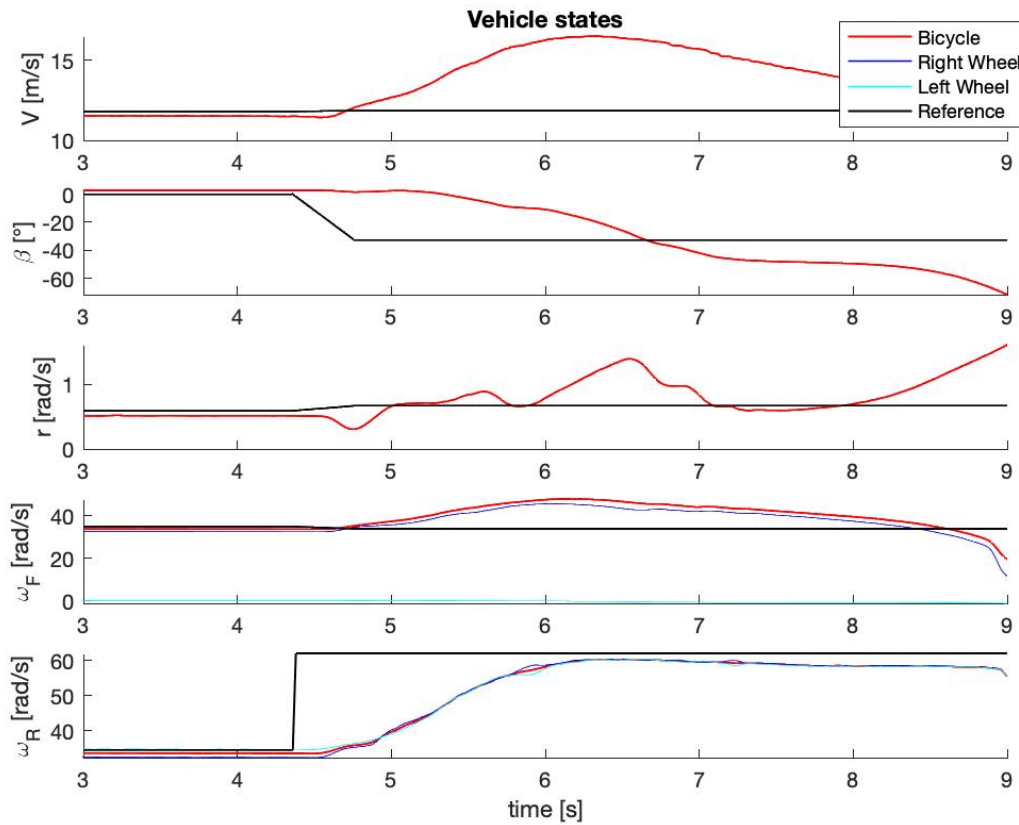 Vehicle states
Bicycle
Right Wheel
Left Wheel
Reference
V [m/s]
15
10
3 4 5 6 7 8 9
β [°]
0
-20
-40
-60
3 4 5 6 7 8 9
r [rad/s]
1
0
3 4 5 6 7 8 9
ω_F [rad/s]
40
20
0
3 4 5 6 7 8 9
ω_R [rad/s]
60
50
40
3 4 5 6 7 8 9
time [s]